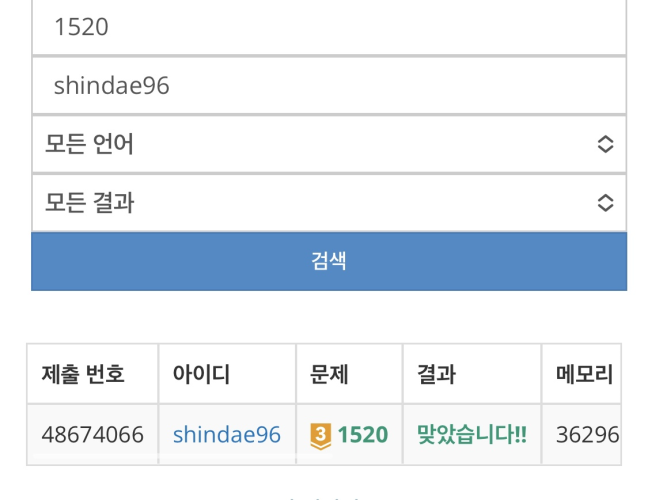 1520
shindae96
모든 언어
모든 결과
검색
제출 번호 아이디 문제 결과 메모리
48674066 shindae96 3 1520 맞았습니다!! 36296